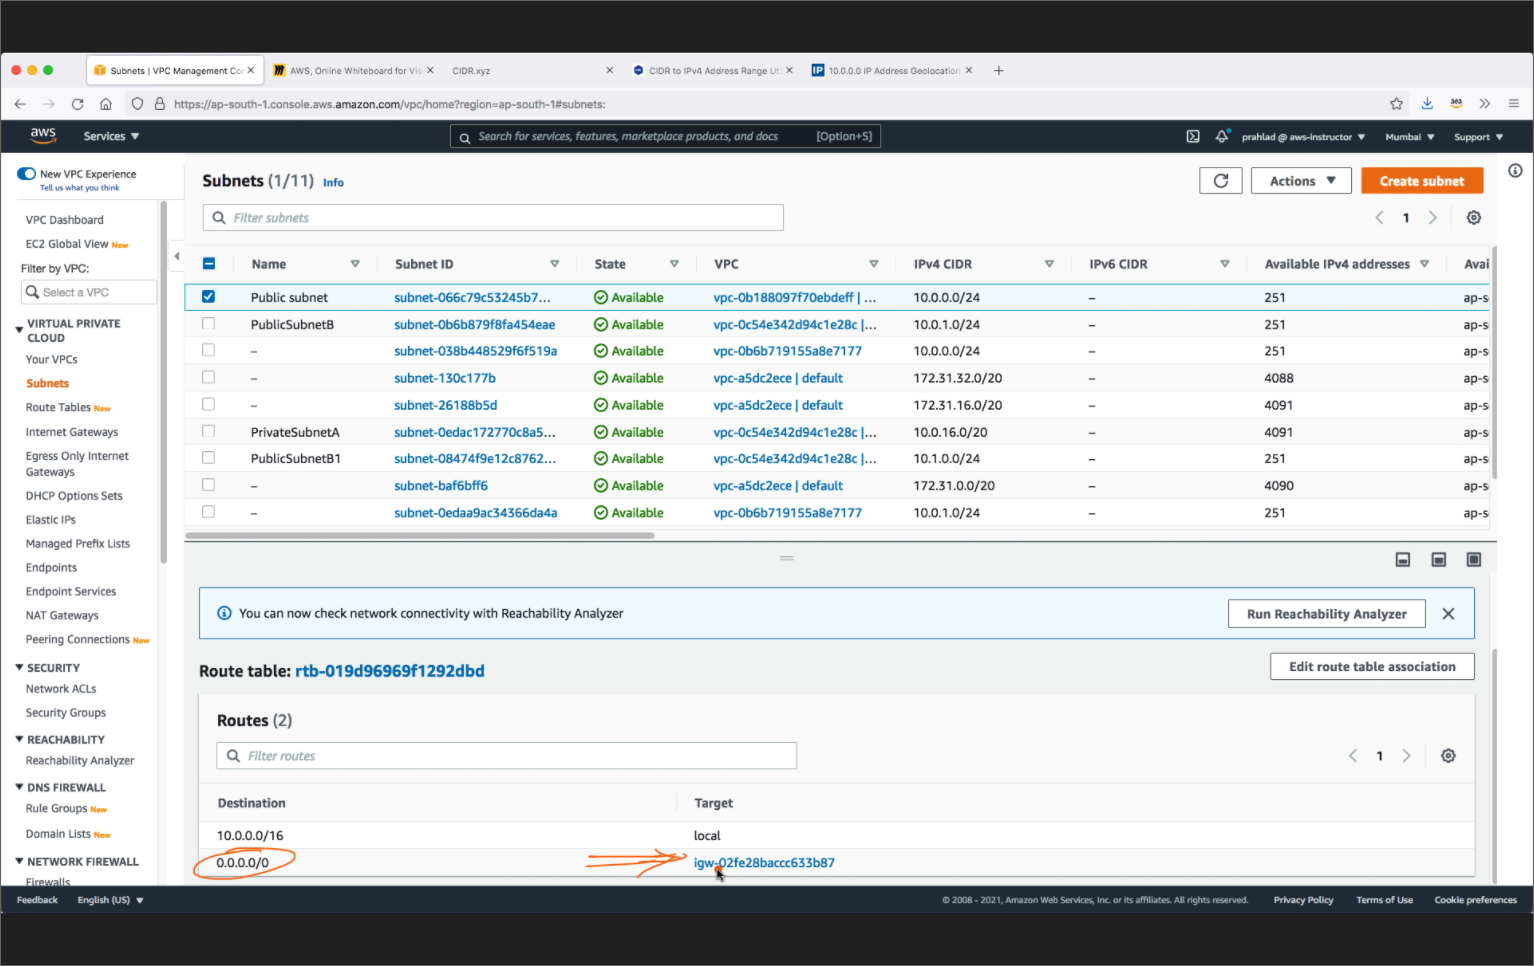 Subnets | VPC Management Con
AWS, Online Whiteboard for Vis
CIDR.xyz
CIDR to IPv4 Address Range Uti
IP 10.0.0.0 IP Address Geolocation
https://ap-south-1.console.aws.amazon.com/vpc/home?region=ap-south-1#subnets:
aws
Services
Search for services, features, marketplace products, and docs
[Option+S]
prahlad @ aws-instructor
Mumbai
Support
New VPC Experience
Tell us what you think
VPC Dashboard
EC2 Global View New
Filter by VPC:
Select a VPC
VIRTUAL PRIVATE
CLOUD
Your VPCs
Subnets
Route Tables New
Internet Gateways
Egress Only Internet
Gateways
DHCP Options Sets
Elastic IPs
Managed Prefix Lists
Endpoints
Endpoint Services
NAT Gateways
Peering Connections New
SECURITY
Network ACLs
Security Groups
REACHABILITY
Reachability Analyzer
DNS FIREWALL
Rule Groups New
Domain Lists New
NETWORK FIREWALL
Firewalls
Subnets (1/11) Info
Actions
Create subnet
Filter subnets
1
Name Subnet ID State VPC IPv4 CIDR IPv6 CIDR Available IPv4 addresses Avai
Public subnet subnet-066c79c53245b7... Available vpc-0b188097f70ebdeff | ... 10.0.0.0/24 – 251 ap-s
PublicSubnetB subnet-0b6b879f8fa454eae Available vpc-0c54e342d94c1e28c |... 10.0.1.0/24 – 251 ap-s
– subnet-038b448529f6f519a Available vpc-0b6b719155a8e7177 10.0.0.0/24 – 251 ap-s
– subnet-130c177b Available vpc-a5dc2ece | default 172.31.32.0/20 – 4088 ap-s
– subnet-26188b5d Available vpc-a5dc2ece | default 172.31.16.0/20 – 4091 ap-s
PrivateSubnetA subnet-0edac172770c8a5... Available vpc-0c54e342d94c1e28c |... 10.0.16.0/20 – 4091 ap-s
PublicSubnetB1 subnet-08474f9e12c8762... Available vpc-0c54e342d94c1e28c |... 10.1.0.0/24 – 251 ap-s
– subnet-baf6bff6 Available vpc-a5dc2ece | default 172.31.0.0/20 – 4090 ap-s
– subnet-0edaa9ac34366da4a Available vpc-0b6b719155a8e7177 10.0.1.0/24 – 251 ap-s
You can now check network connectivity with Reachability Analyzer
Run Reachability Analyzer
Route table: rtb-019d96969f1292dbd
Edit route table association
Routes (2)
Filter routes
1
Destination Target
10.0.0.0/16 local
0.0.0.0/0 igw-02fe28baccc633b87
Feedback
English (US)
© 2008 - 2021, Amazon Web Services, Inc. or its affiliates. All rights reserved.
Privacy Policy
Terms of Use
Cookie preferences